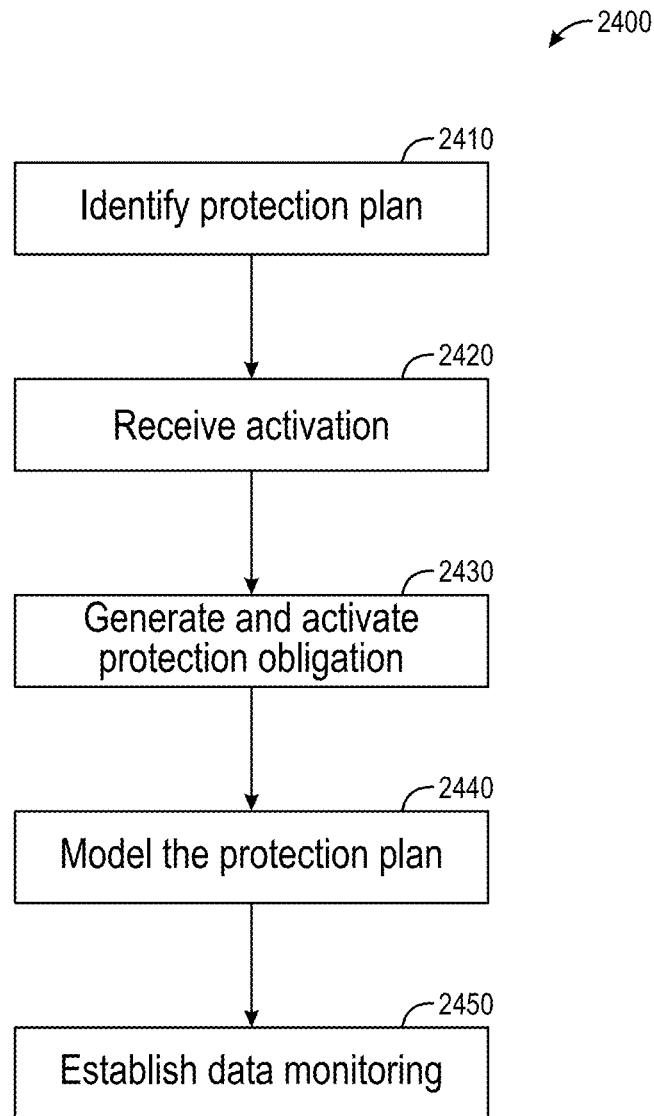 2400
2410
Identify protection plan
2420
Receive activation
2430
Generate and activate
protection obligation
2440
Model the protection plan
2450
Establish data monitoring